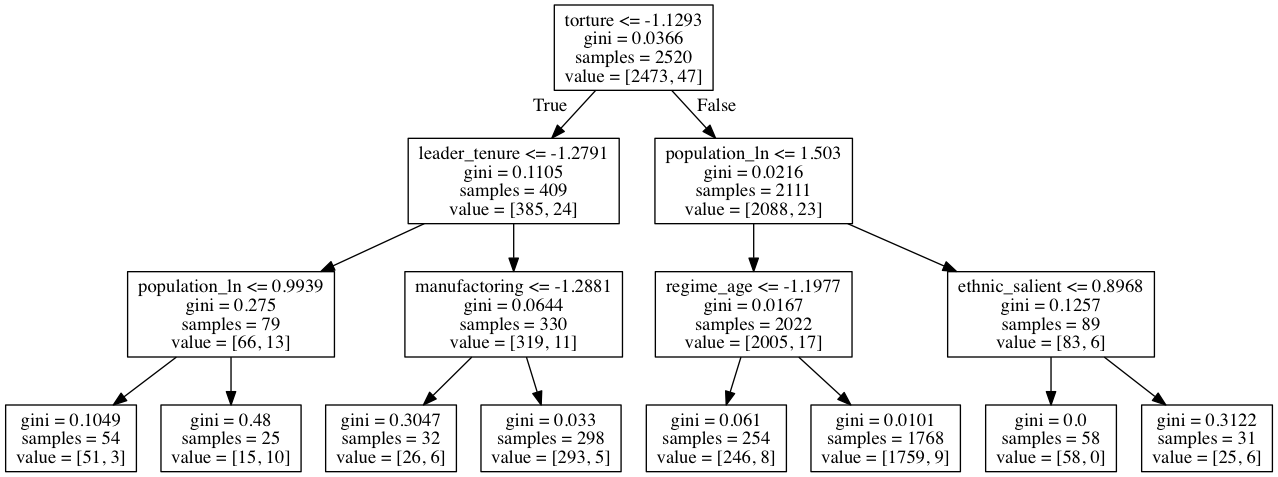 torture <= -1.1293
gini = 0.0366
samples = 2520
value = [2473, 47]
True
False
leader_tenure <= -1.2791
gini = 0.1105
samples = 409
value = [385, 24]
population_ln <= 1.503
gini = 0.0216
samples = 2111
value = [2088, 23]
population_ln <= 0.9939
gini = 0.275
samples = 79
value = [66, 13]
manufactoring <= -1.2881
gini = 0.0644
samples = 330
value = [319, 11]
regime_age <= -1.1977
gini = 0.0167
samples = 2022
value = [2005, 17]
ethnic_salient <= 0.8968
gini = 0.1257
samples = 89
value = [83, 6]
gini = 0.1049
samples = 54
value = [51, 3]
gini = 0.48
samples = 25
value = [15, 10]
gini = 0.3047
samples = 32
value = [26, 6]
gini = 0.033
samples = 298
value = [293, 5]
gini = 0.061
samples = 254
value = [246, 8]
gini = 0.0101
samples = 1768
value = [1759, 9]
gini = 0.0
samples = 58
value = [58, 0]
gini = 0.3122
samples = 31
value = [25, 6]